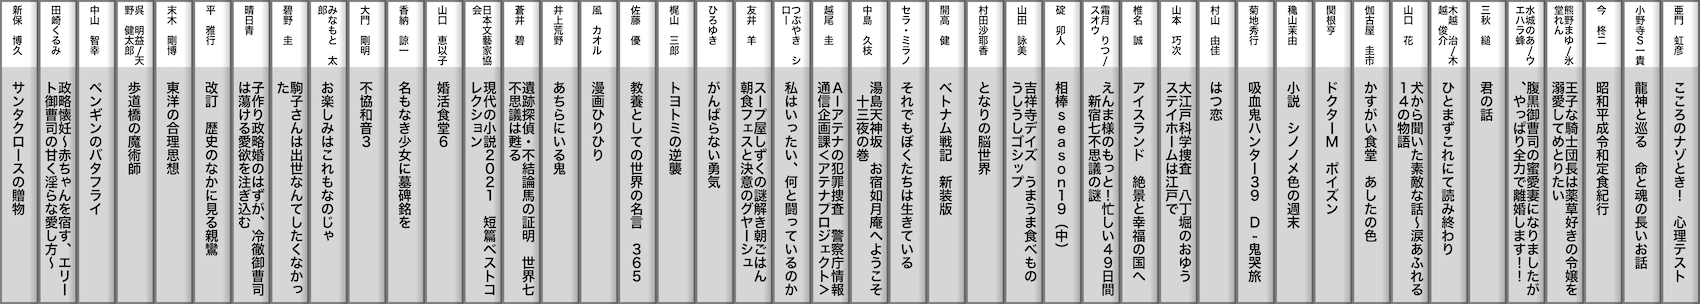 亜門　虹彦
こころのナゾとき！　心理テスト
小野寺Ｓ一貴
龍神と巡る　命と魂の長いお話
今　柊二
昭和平成令和定食紀行
熊野まゆ/氷
堂れん
王子な騎士団長は薬草好きの令嬢を
溺愛してめとりたい
水城のあ/ウ
エハラ蜂
腹黒御曹司の蜜愛妻になりましたが
、やっぱり全力で離婚します！！
三秋　縋
君の話
木越　治/木
越　俊介
ひとまずこれにて読み終わり
山口　花
犬から聞いた素敵な話～涙あふれる
１４の物語
伽古屋　圭市
かすがい食堂　あしたの色
関根亨
ドクターＭ　ポイズン
穐山茉由
小説　シノノメ色の週末
菊地秀行
吸血鬼ハンター３９　Ｄ‐鬼哭旅
村山　由佳
はつ恋
山本　巧次
大江戸科学捜査　八丁堀のおゆう
ステイホームは江戸で
椎名　誠
アイスランド　絶景と幸福の国へ
霜月　りつ/
スオウ
えんま様のもっと！忙しい４９日間
　新宿七不思議の謎
碇　卯人
相棒ｓｅａｓｏｎ１９（中）
山田　詠美
吉祥寺デイズ　うまうま食べもの
うしうしゴシップ
村田沙耶香
となりの脳世界
開高　健
ベトナム戦記　新装版
セラ・ミラノ
それでもぼくたちは生きている
中島　久枝
湯島天神坂　お宿如月庵へようこそ
　十三夜の巻
越尾　圭
Ａ－アテナの犯罪捜査　警察庁情報
通信企画課＜アテナプロジェクト＞
つぶやき　シ
ロー
私はいったい、何と闘っているのか
友井　羊
スープ屋しずくの謎解き朝ごはん
朝食フェスと決意のグヤーシュ
ひろゆき
がんばらない勇気
梶山　三郎
トヨトミの逆襲
佐藤　優
教養としての世界の名言　３６５
風　カオル
漫画ひりひり
井上荒野
あちらにいる鬼
蒼井　碧
遺跡探偵・不結論馬の証明　世界七
不思議は甦る
日本文藝家協
会
現代の小説２０２１　短篇ベストコ
レクション
山口　恵以子
婚活食堂６
香納　諒一
名もなき少女に墓碑銘を
大門　剛明
不協和音３
みなもと　太
郎
お楽しみはこれもなのじゃ
碧野　圭
駒子さんは出世なんてしたくなかっ
た
晴日青
子作り政略婚のはずが、冷徹御曹司
は蕩ける愛欲を注ぎ込む
平　雅行
改訂　歴史のなかに見る親鸞
末木　剛博
東洋の合理思想
呉　明益/天
野　健太郎
歩道橋の魔術師
中山　智幸
ペンギンのバタフライ
田崎くるみ
政略懐妊～赤ちゃんを宿す、エリー
ト御曹司の甘く淫らな愛し方～
新保　博久
サンタクロースの贈物